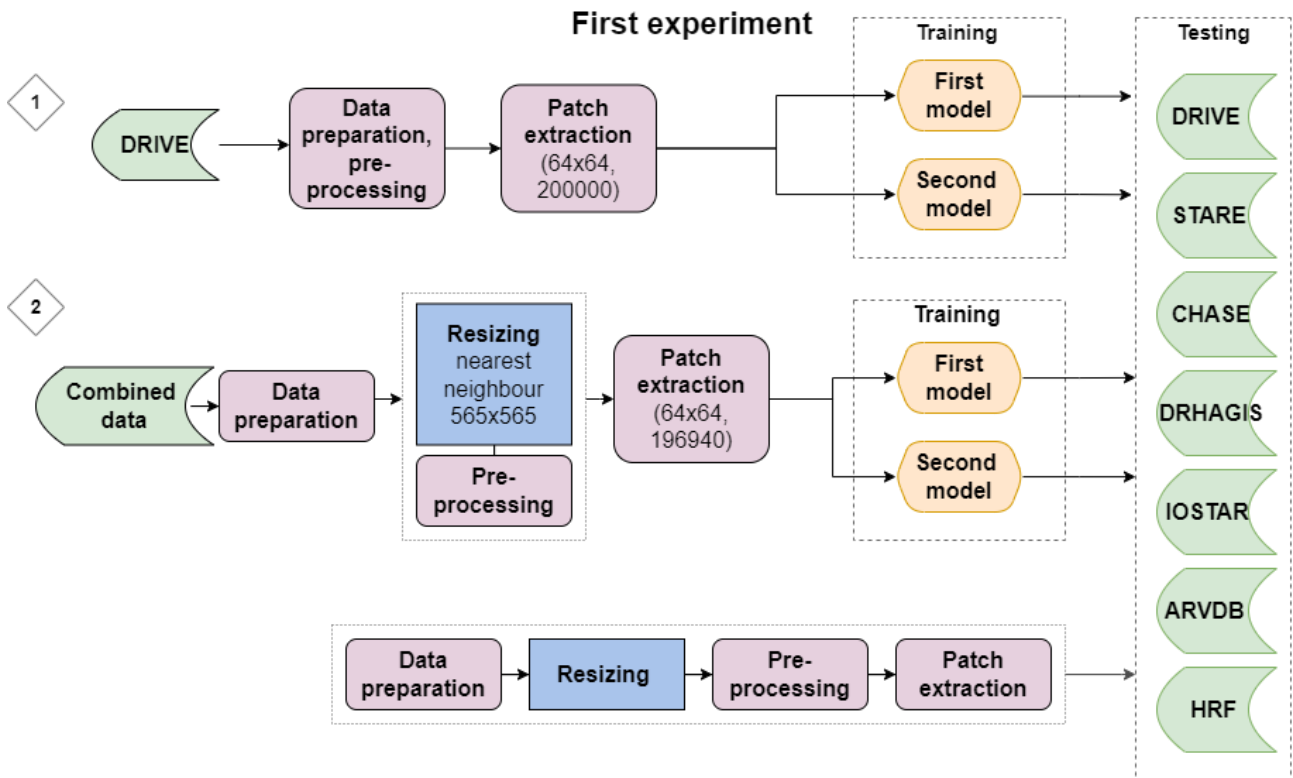 First experiment
1
DRIVE
Data
preparation,
pre-
processing
Patch
extraction
(64x64,
200000)
Training
First
model
Second
model
2
Combined
data
Data
preparation
Resizing
nearest
neighbour
565x565
Pre-
processing
Patch
extraction
(64x64,
196940)
Training
First
model
Second
model
Data
preparation
Resizing
Pre-
processing
Patch
extraction
Testing
DRIVE
STARE
CHASE
DRHAGIS
IOSTAR
ARVDB
HRF